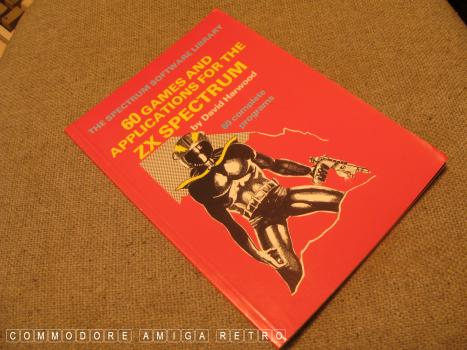 THE SPECTRUM SOFTWARE LIBRARY
60 GAMES AND
APPLICATIONS FOR THE
ZX SPECTRUM
by David Harwood
60 complete
programs
COMMODORE AMIGA RETRO